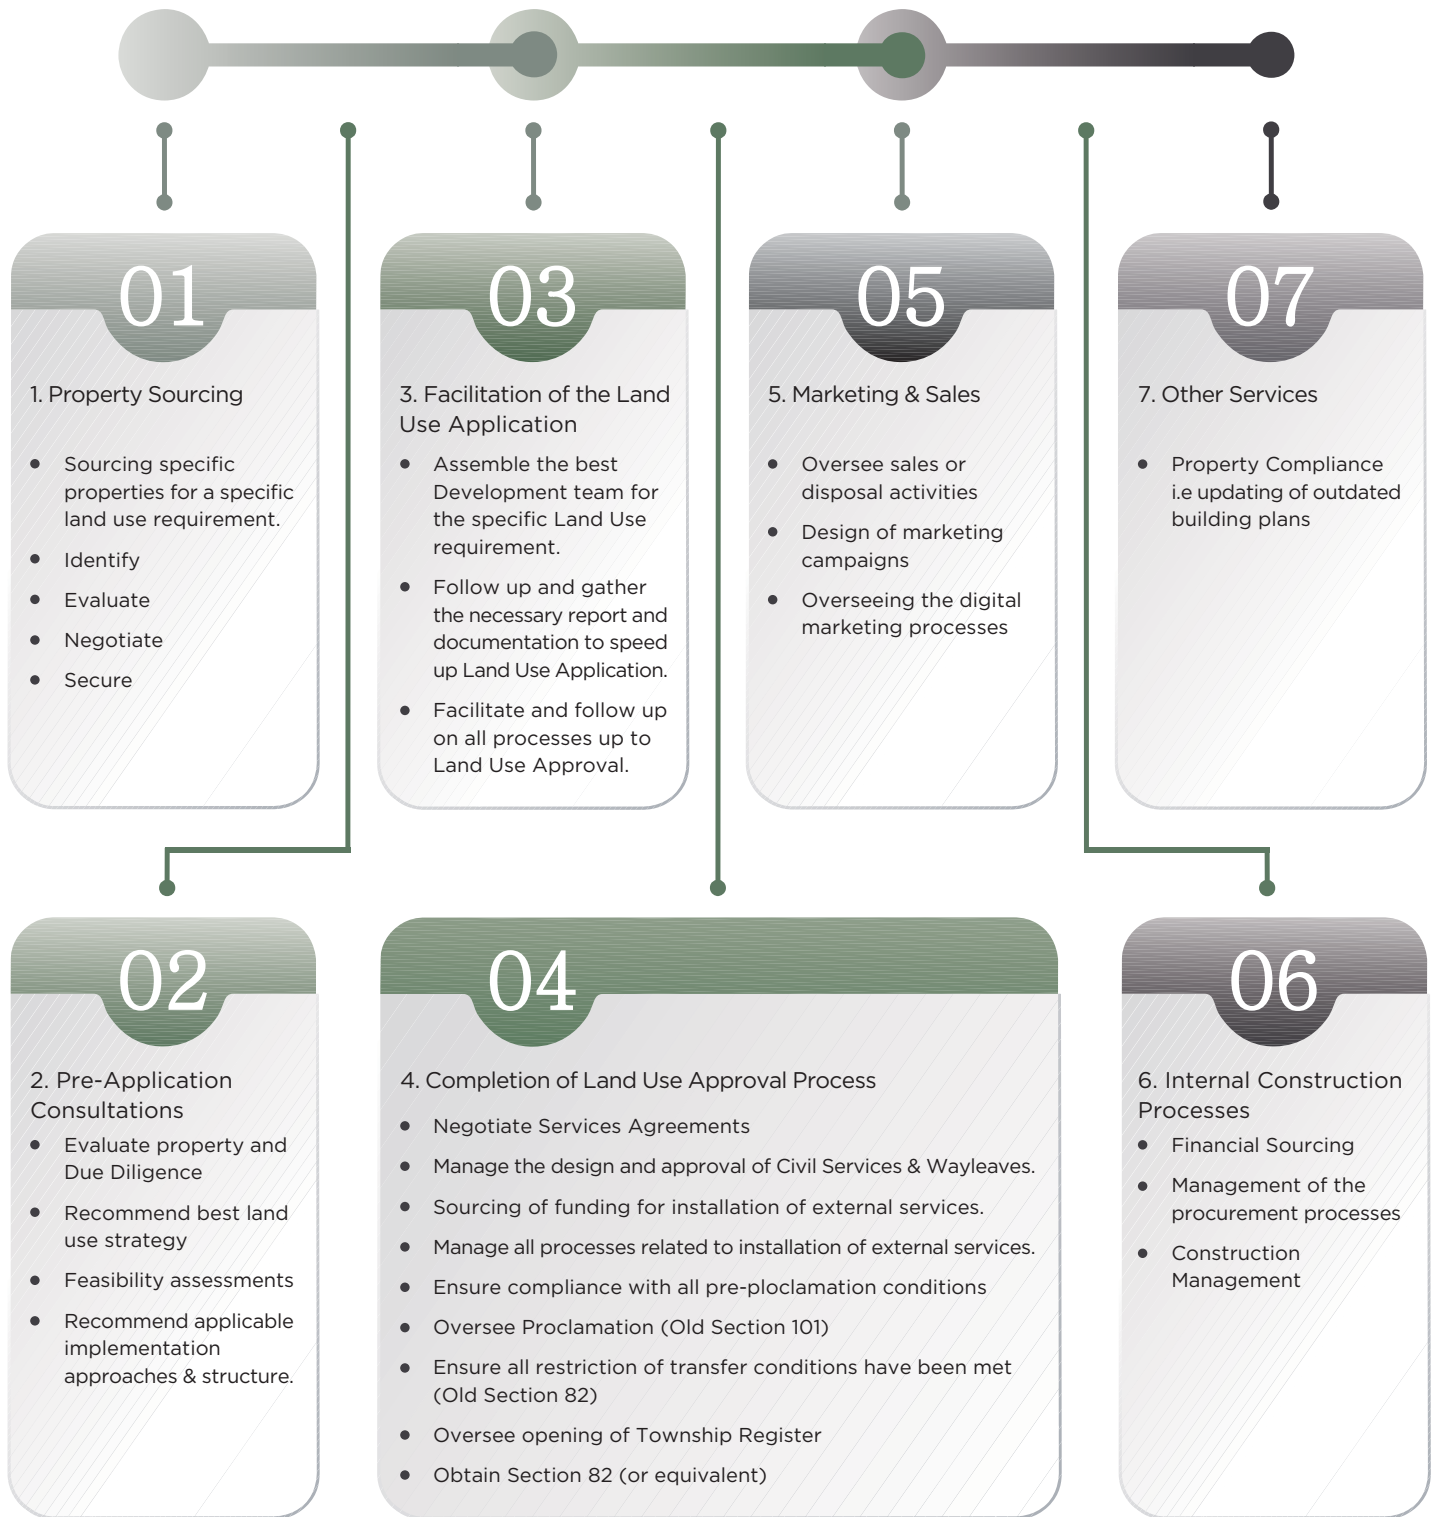 01
1. Property Sourcing
• Sourcing specific
properties for a specific
land use requirement.
• Identify
• Evaluate
• Negotiate
• Secure
03
3. Facilitation of the Land
Use Application
• Assemble the best
Development team for
the specific Land Use
requirement.
• Follow up and gather
the necessary report and
documentation to speed
up Land Use Application.
• Facilitate and follow up
on all processes up to
Land Use Approval.
05
5. Marketing & Sales
• Oversee sales or
disposal activities
• Design of marketing
campaigns
• Overseeing the digital
marketing processes
07
7. Other Services
• Property Compliance
i.e updating of outdated
building plans
02
2. Pre-Application
Consultations
• Evaluate property and
Due Diligence
• Recommend best land
use strategy
• Feasibility assessments
• Recommend applicable
implementation
approaches & structure.
04
4. Completion of Land Use Approval Process
• Negotiate Services Agreements
• Manage the design and approval of Civil Services & Wayleaves.
• Sourcing of funding for installation of external services.
• Manage all processes related to installation of external services.
• Ensure compliance with all pre-ploclamation conditions
• Oversee Proclamation (Old Section 101)
• Ensure all restriction of transfer conditions have been met
(Old Section 82)
• Oversee opening of Township Register
• Obtain Section 82 (or equivalent)
06
6. Internal Construction
Processes
• Financial Sourcing
• Management of the
procurement processes
• Construction
Management